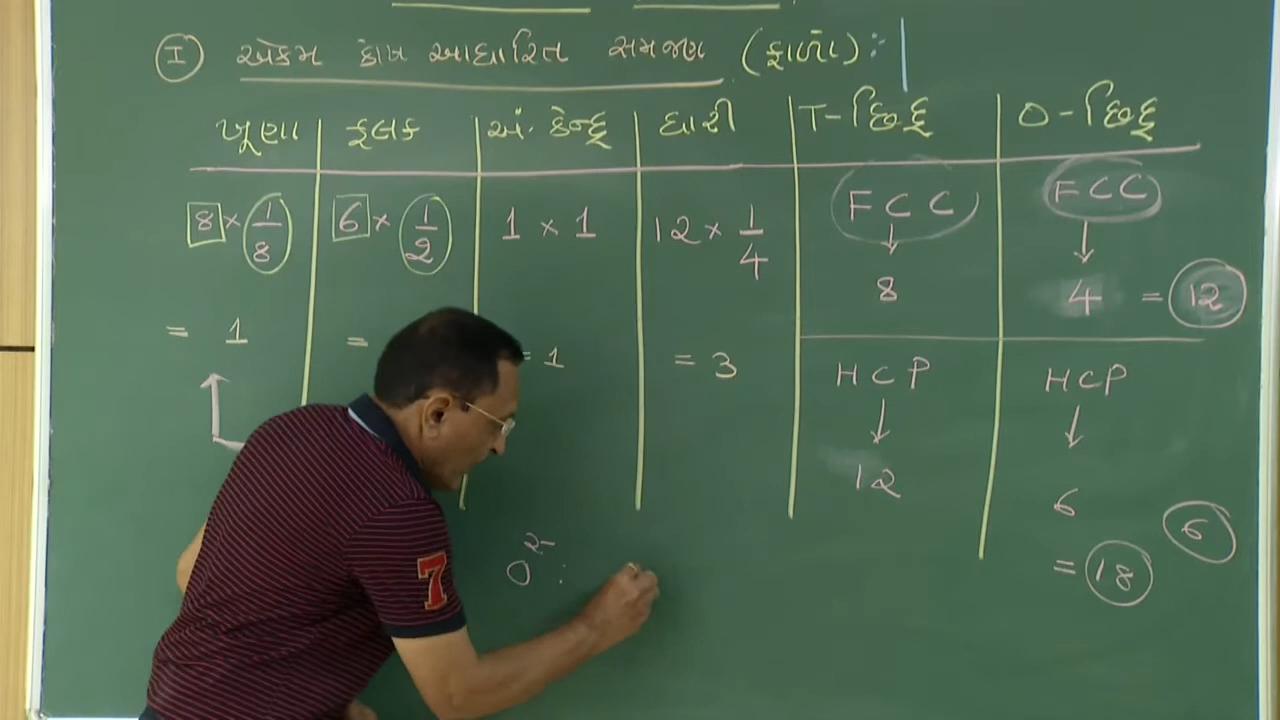 I એકમ કોષ આધારિત સમજણ (ફાળો) :
ખૂણા ફલક અં. કેન્દ્ર ધારી T-છિદ્ર O-છિદ્ર
8 × 1/8 6 × 1/2 1 × 1 12 × 1/4 FCC FCC
↓ ↓
8 4 = 12
= 1 = = 1 = 3 HCP HCP
↓ ↓
12 6 6
= 18
O²⁻ :
7